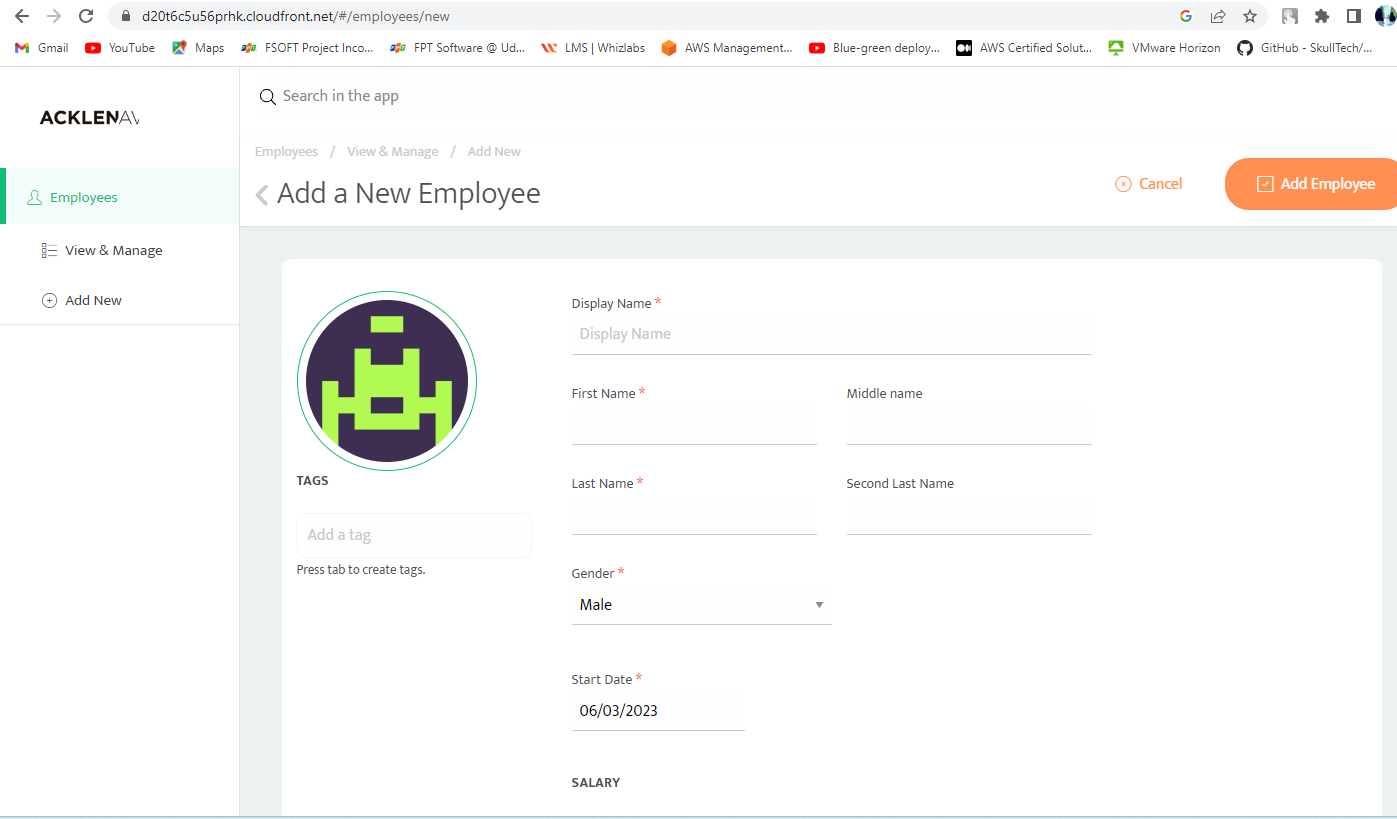 d20t6c5u56prhk.cloudfront.net/#/employees/new
Gmail YouTube Maps FSOFT Project Inco... FPT Software @ Ud... LMS | Whizlabs AWS Management... Blue-green deploy... AWS Certified Solut... VMware Horizon GitHub - SkullTech/...
ACKLENAV
Search in the app
Employees / View & Manage / Add New
Add a New Employee
Cancel
Add Employee
Employees
View & Manage
Add New
TAGS
Add a tag
Press tab to create tags.
Display Name *
Display Name
First Name * Middle name
Last Name * Second Last Name
Gender *
Male
Start Date *
06/03/2023
SALARY